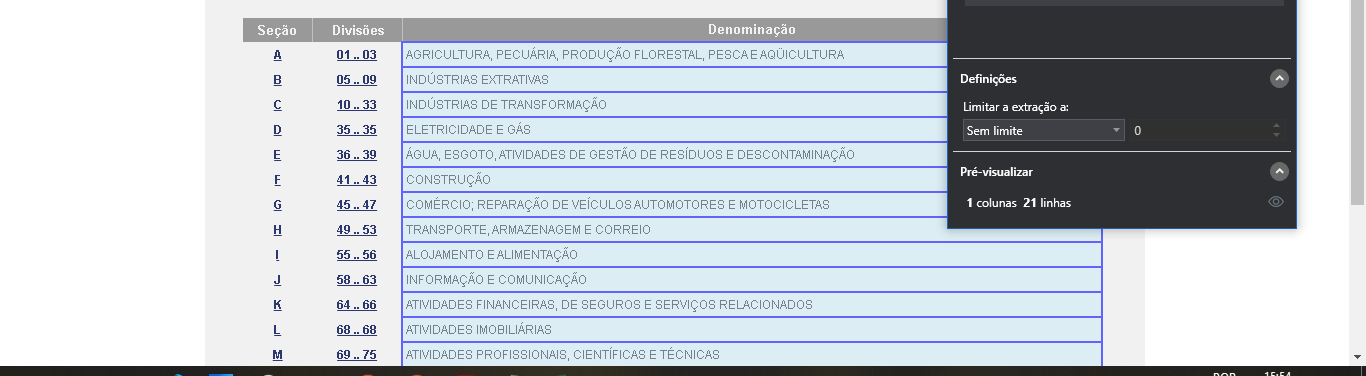 Seção Divisões Denominação
A 01 .. 03 AGRICULTURA, PECUÁRIA, PRODUÇÃO FLORESTAL, PESCA E AQÜICULTURA
B 05 .. 09 INDÚSTRIAS EXTRATIVAS
C 10 .. 33 INDÚSTRIAS DE TRANSFORMAÇÃO
D 35 .. 35 ELETRICIDADE E GÁS
E 36 .. 39 ÁGUA, ESGOTO, ATIVIDADES DE GESTÃO DE RESÍDUOS E DESCONTAMINAÇÃO
F 41 .. 43 CONSTRUÇÃO
G 45 .. 47 COMÉRCIO; REPARAÇÃO DE VEÍCULOS AUTOMOTORES E MOTOCICLETAS
H 49 .. 53 TRANSPORTE, ARMAZENAGEM E CORREIO
I 55 .. 56 ALOJAMENTO E ALIMENTAÇÃO
J 58 .. 63 INFORMAÇÃO E COMUNICAÇÃO
K 64 .. 66 ATIVIDADES FINANCEIRAS, DE SEGUROS E SERVIÇOS RELACIONADOS
L 68 .. 68 ATIVIDADES IMOBILIÁRIAS
M 69 .. 75 ATIVIDADES PROFISSIONAIS, CIENTÍFICAS E TÉCNICAS
Definições
Limitar a extração a:
Sem limite 0
Pré-visualizar
1 colunas 21 linhas